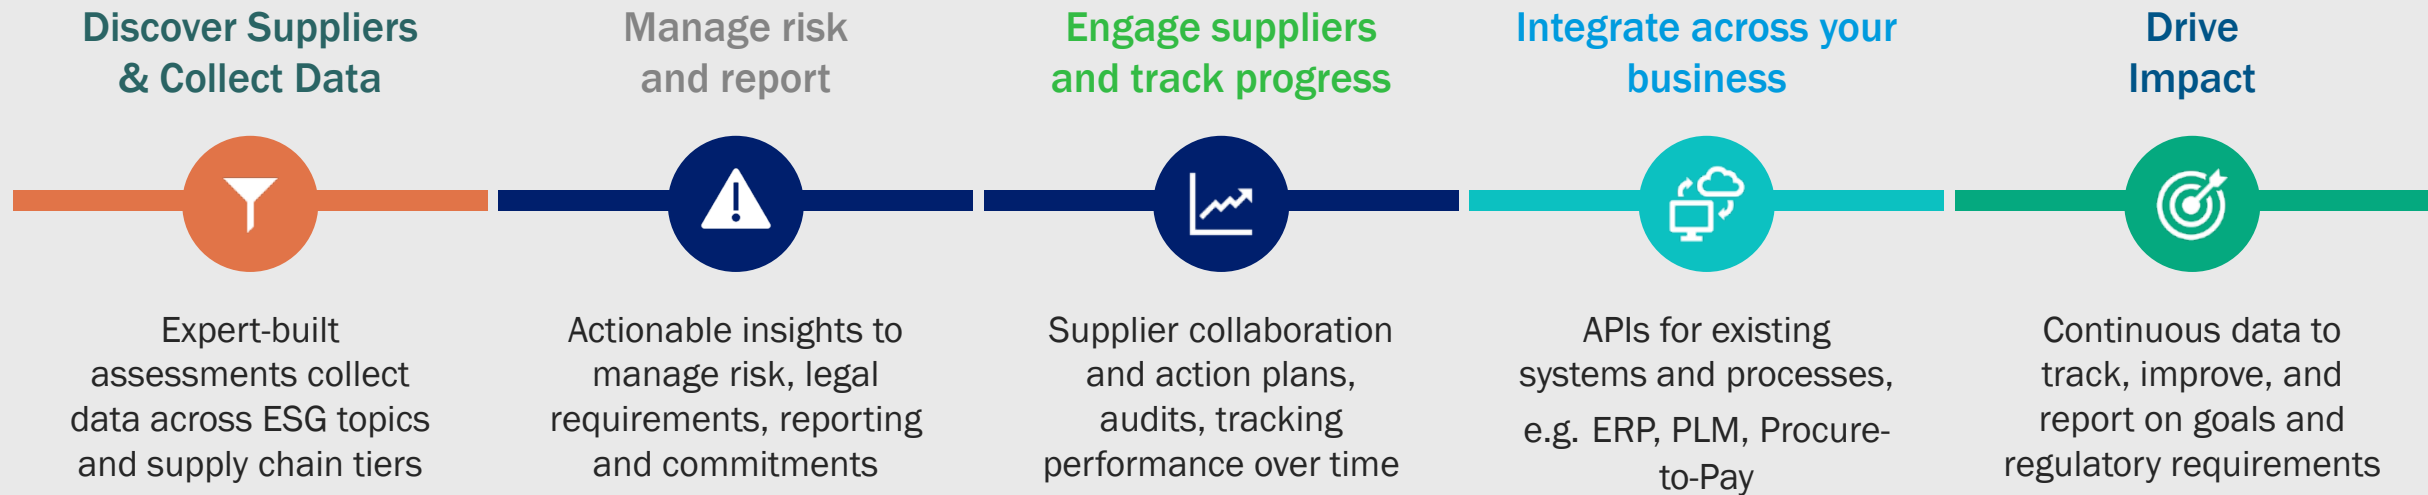 Discover Suppliers
& Collect Data
Expert-built
assessments collect
data across ESG topics
and supply chain tiers
Manage risk
and report
Actionable insights to
manage risk, legal
requirements, reporting
and commitments
Engage suppliers
and track progress
Supplier collaboration
and action plans,
audits, tracking
performance over time
Integrate across your
business
APIs for existing
systems and processes,
e.g. ERP, PLM, Procure-
to-Pay
Drive
Impact
Continuous data to
track, improve, and
report on goals and
regulatory requirements